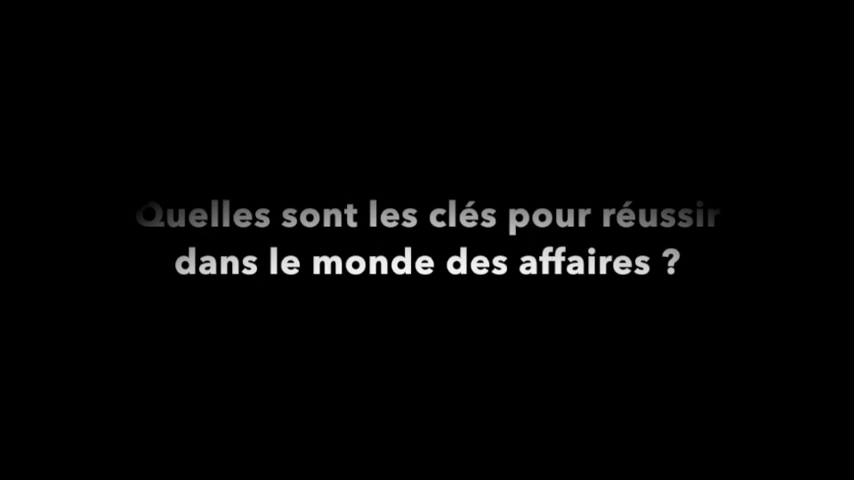 Quelles sont les clés pour réussir
dans le monde des affaires ?